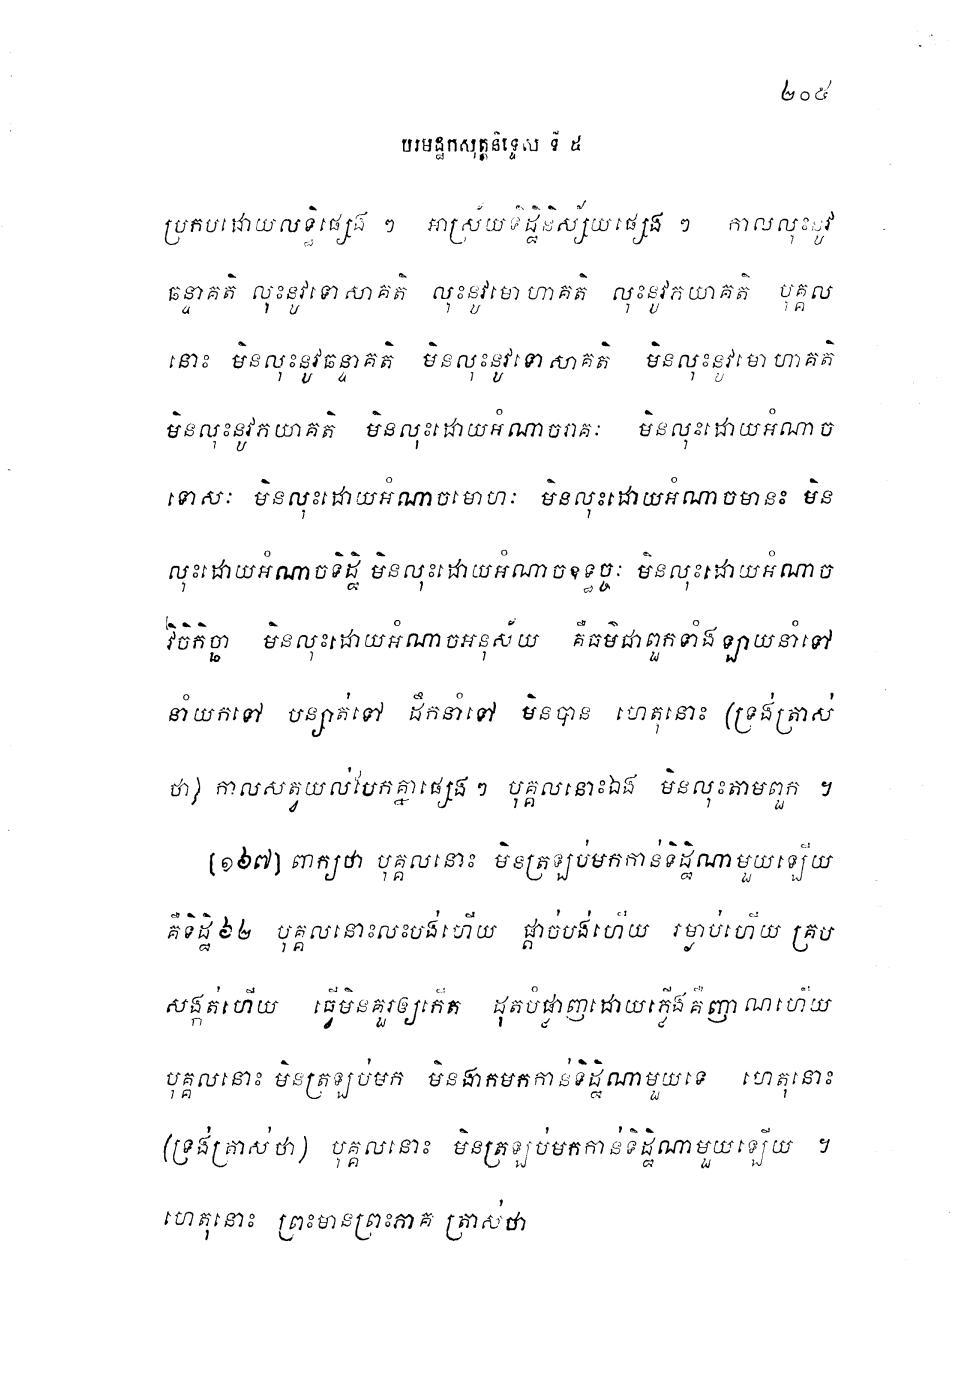 ២០៥
បរមដ្ឋកសុត្តនិទ្ទេស ទី ៥
ប្រកបដោយលទ្ធិផ្សេង ៗ អាស្រ័យទិដ្ឋិនិស្ស័យផ្សេង ៗ កាលលុះនូវ
ឆន្ទាគតិ លុះនូវទោសាគតិ លុះនូវមោហាគតិ លុះនូវភយាគតិ បុគ្គល
នោះ មិនលុះនូវឆន្ទាគតិ មិនលុះនូវទោសាគតិ មិនលុះនូវមោហាគតិ
មិនលុះនូវភយាគតិ មិនលុះដោយអំណាចរាគៈ មិនលុះដោយអំណាច
ទោសៈ មិនលុះដោយអំណាចមោហៈ មិនលុះដោយអំណាចមានះ មិន
លុះដោយអំណាចទិដ្ឋិ មិនលុះដោយអំណាចឧទ្ធច្ចៈ មិនលុះដោយអំណាច
វិចិកិច្ឆា មិនលុះដោយអំណាចអនុស័យ គឺធម៌ជាពួកទាំងឡាយនាំទៅ
នាំយកទៅ បន្សាត់ទៅ ដឹកនាំទៅ មិនបាន ហេតុនោះ (ទ្រង់ត្រាស់
ថា) កាលសត្វយល់បែកគ្នាផ្សេង ៗ បុគ្គលនោះឯង មិនលុះតាមពួក ។
[១៦៧] ពាក្យថា បុគ្គលនោះ មិនត្រឡប់មកកាន់ទិដ្ឋិណាមួយឡើយ
គឺទិដ្ឋិ៦២ បុគ្គលនោះលះបង់ហើយ ផ្តាច់បង់ហើយ រម្ងាប់ហើយ គ្រប
សង្កត់ហើយ ធ្វើមិនគួរឲ្យកើត ដុតបំផ្លាញដោយភ្លើងគឺញាណហើយ
បុគ្គលនោះ មិនត្រឡប់មក មិនងាកមកកាន់ទិដ្ឋិណាមួយទេ ហេតុនោះ
(ទ្រង់ត្រាស់ថា) បុគ្គលនោះ មិនត្រឡប់មកកាន់ទិដ្ឋិណាមួយឡើយ ។
ហេតុនោះ ព្រះមានព្រះភាគ ត្រាស់ថា